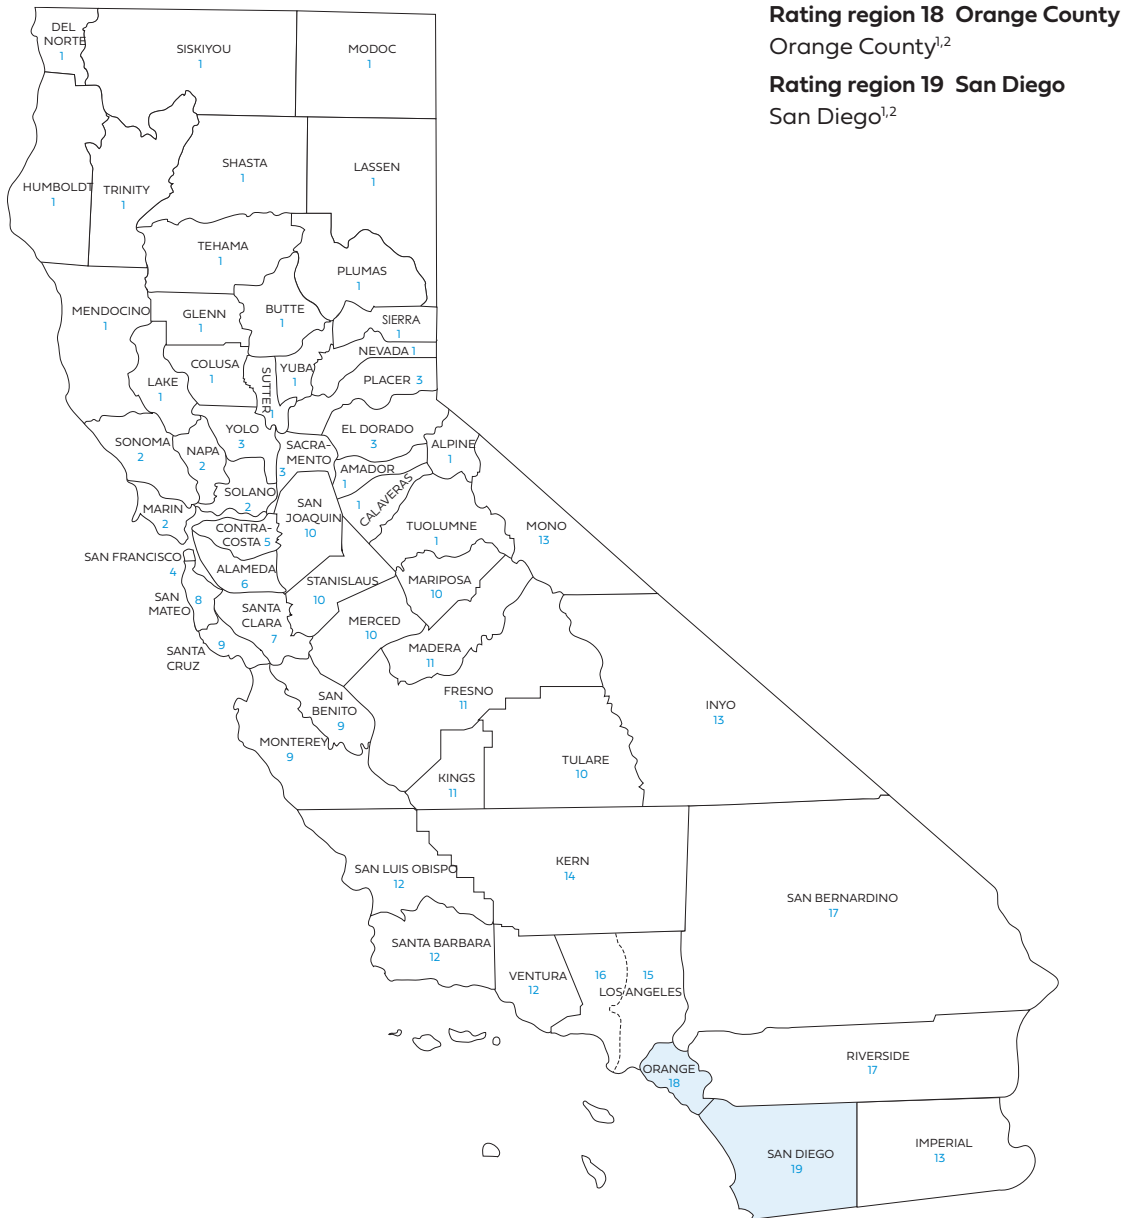 Rating region 18 Orange County
Orange County1,2
Rating region 19 San Diego
San Diego1,2
DEL
NORTE
1
SISKIYOU
1
MODOC
1
SHASTA
1
LASSEN
1
HUMBOLDT
1
TRINITY
1
TEHAMA
1
PLUMAS
1
MENDOCINO
1
GLENN
1
BUTTE
1
SIERRA
1
NEVADA 1
COLUSA
1
YUBA
1
SUTTER
1
PLACER 3
LAKE
1
SONOMA
2
NAPA
2
YOLO
3
SACRA-
MENTO
3
EL DORADO
3
ALPINE
1
AMADOR
1
CALAVERAS
1
SOLANO
2
MARIN
2
SAN
JOAQUIN
10
CONTRA-
COSTA 5
TUOLUMNE
1
MONO
13
SAN FRANCISCO
4
ALAMEDA
6
STANISLAUS
10
MARIPOSA
10
SAN
MATEO
8
SANTA
CLARA
7
MERCED
10
SANTA
CRUZ
9
MADERA
11
SAN
BENITO
9
FRESNO
11
INYO
13
MONTEREY
9
KINGS
11
TULARE
10
SAN LUIS OBISPO
12
KERN
14
SAN BERNARDINO
17
SANTA BARBARA
12
VENTURA
12
16
15
LOS ANGELES
ORANGE
18
RIVERSIDE
17
SAN DIEGO
19
IMPERIAL
13